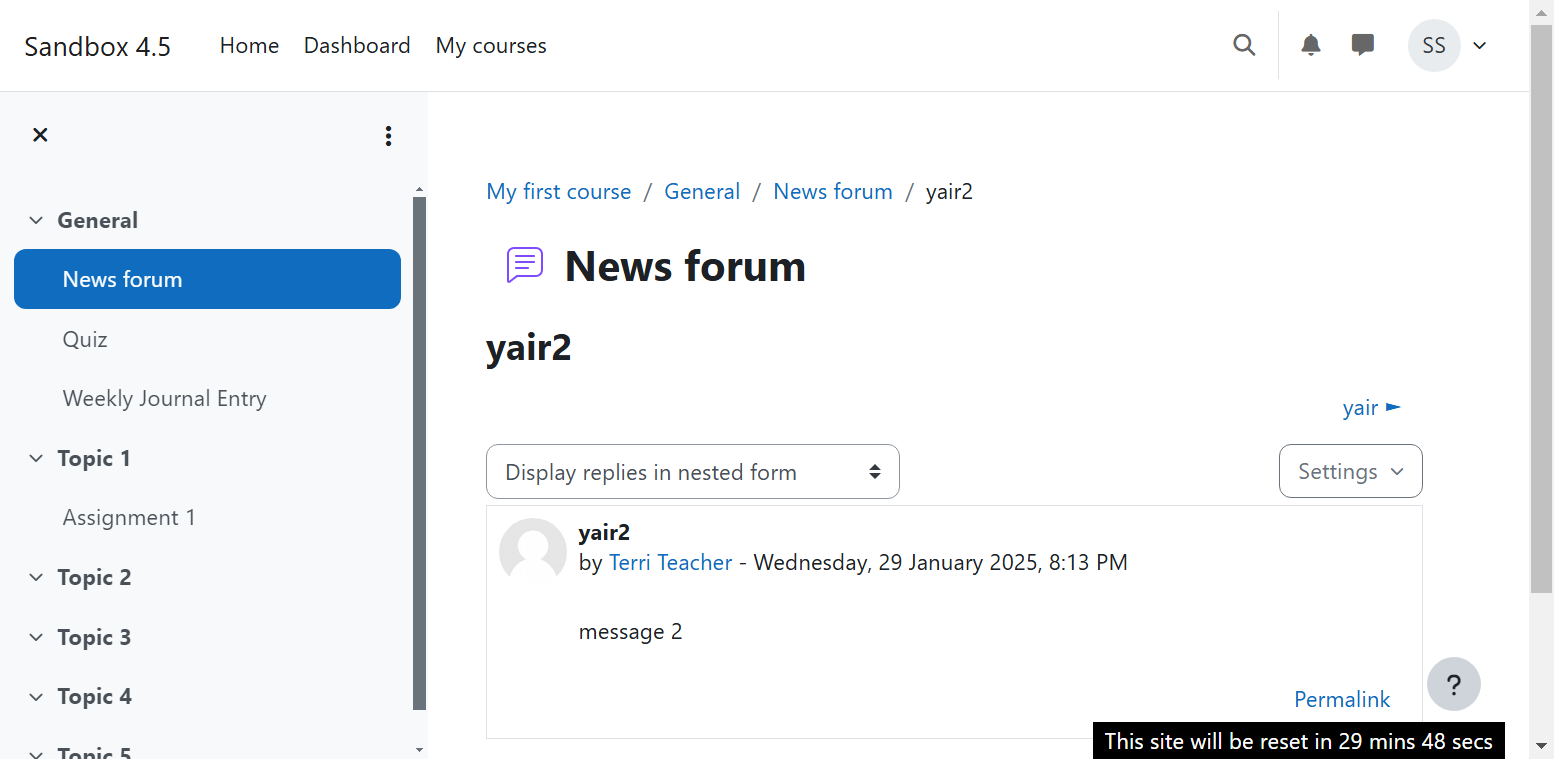 Sandbox 4.5 Home Dashboard My courses SS
General
News forum
Quiz
Weekly Journal Entry
Topic 1
Assignment 1
Topic 2
Topic 3
Topic 4
Topic 5
My first course / General / News forum / yair2
News forum
yair2
yair ►
Display replies in nested form
Settings
yair2
by Terri Teacher - Wednesday, 29 January 2025, 8:13 PM
message 2
Permalink
?
This site will be reset in 29 mins 48 secs